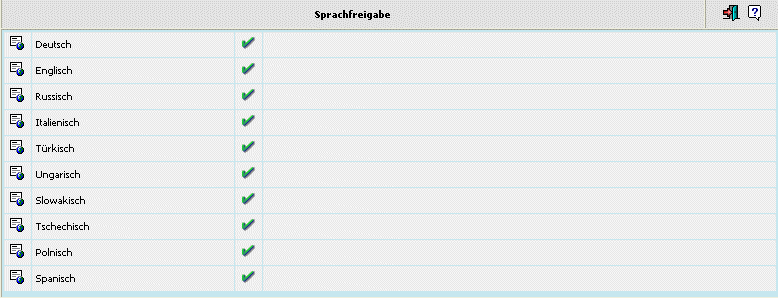 Sprachfreigabe
Deutsch
Englisch
Russisch
Italienisch
Türkisch
Ungarisch
Slowakisch
Tschechisch
Polnisch
Spanisch